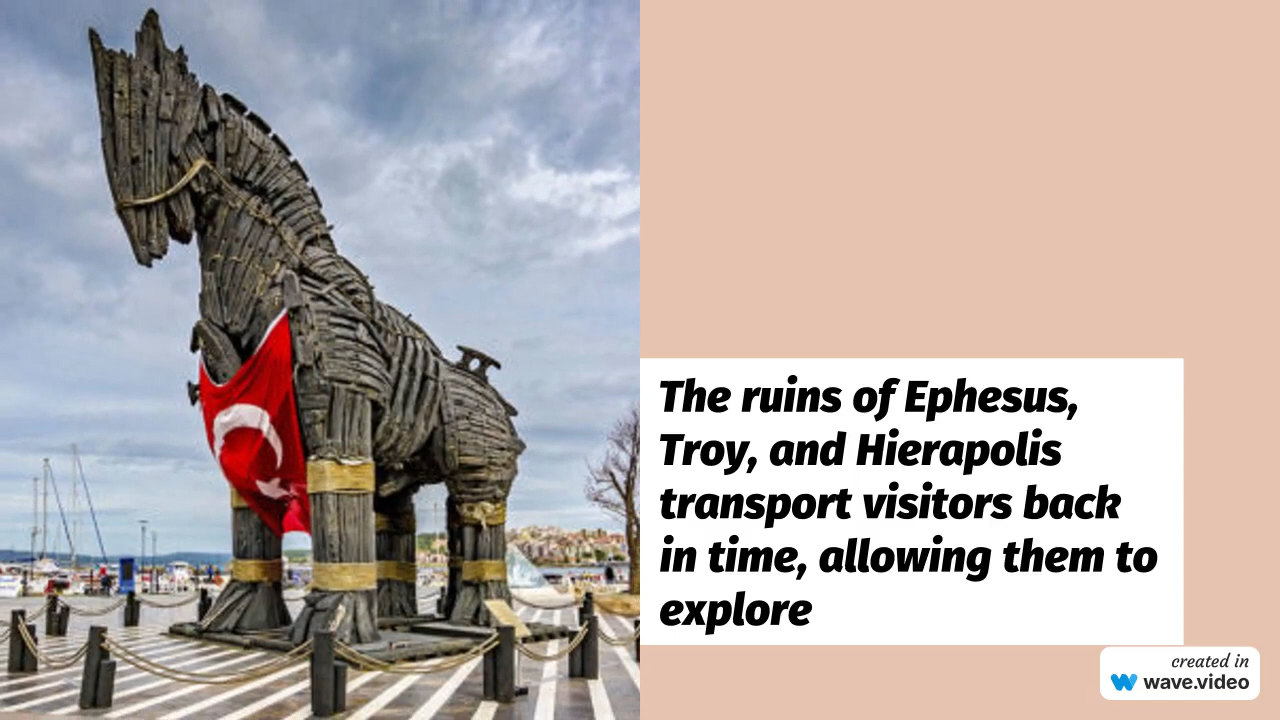 The ruins of Ephesus,
Troy, and Hierapolis
transport visitors back
in time, allowing them to
explore
created in
wave.video